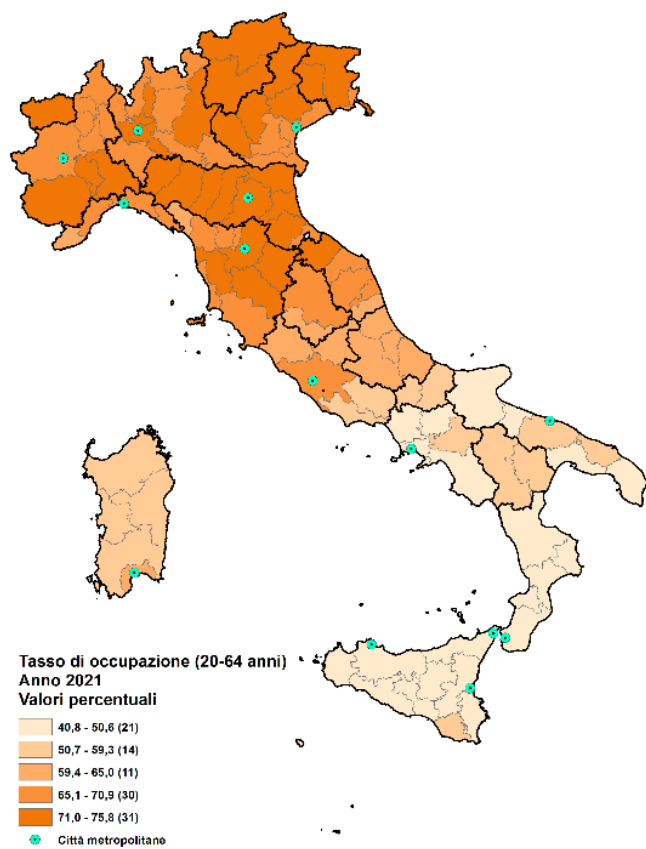 Tasso di occupazione (20-64 anni)
Anno 2021
Valori percentuali
40,8 - 50,6 (21)
50,7 - 59,3 (14)
59,4 - 65,0 (11)
65,1 - 70,9 (30)
71,0 - 75,8 (31)
Città metropolitane